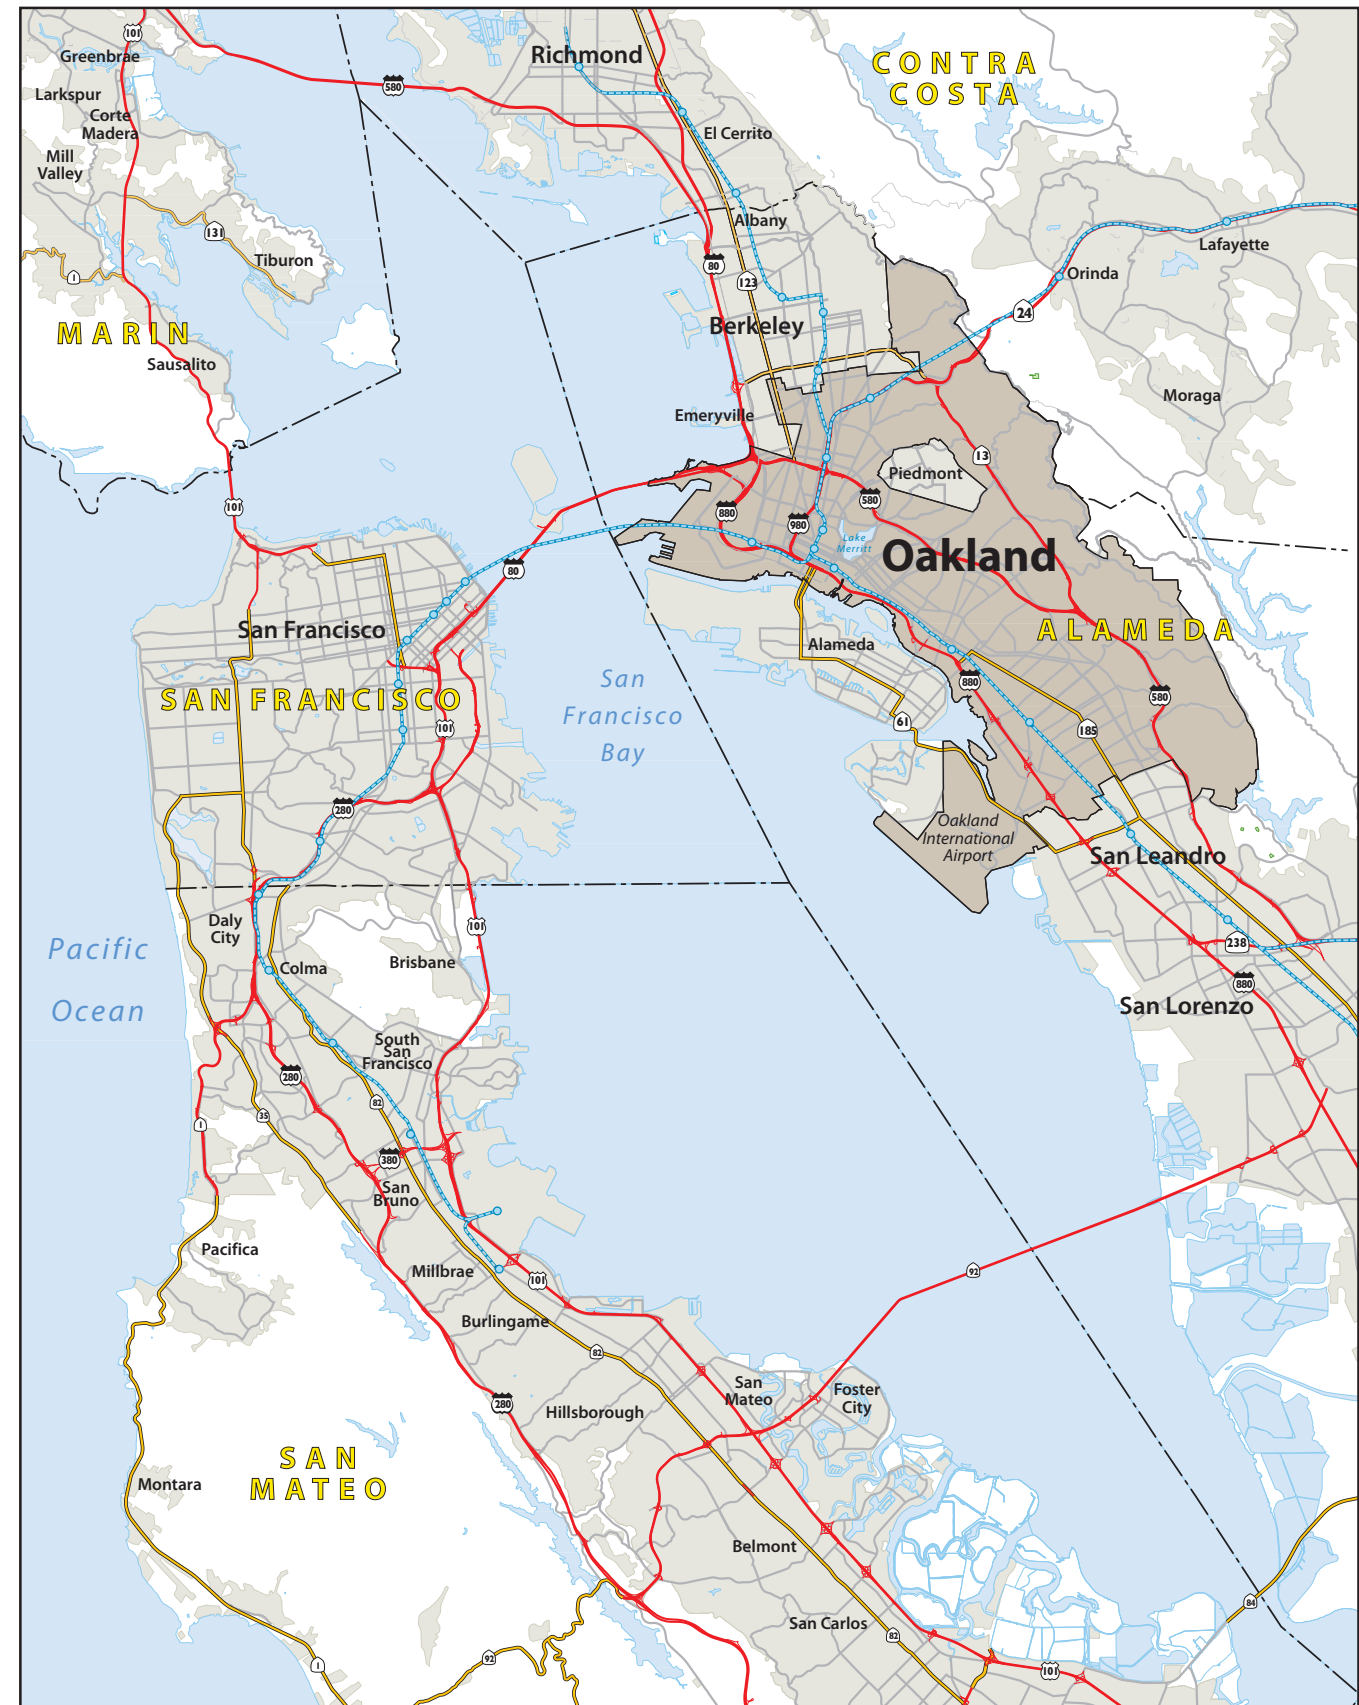 101
Greenbrae
Richmond
CONTRA
COSTA
580
Larkspur
Corte
Madera
El Cerrito
Mill
Valley
131
Tiburon
Albany
Lafayette
1
80
123
Orinda
24
MARIN
Berkeley
Sausalito
Moraga
Emeryville
13
Piedmont
101
880
980
580
Lake
Merritt
Oakland
80
San Francisco
ALAMEDA
Alameda
San
Francisco
Bay
SAN FRANCISCO
880
580
61
101
185
280
Oakland
International
Airport
San Leandro
Daly
City
101
238
Pacific
Ocean
Colma
Brisbane
880
San Lorenzo
South
San
Francisco
280
82
35
1
380
San
Bruno
Pacifica
Millbrae
101
92
Burlingame
82
San
Mateo
Foster
City
280
Hillsborough
SAN
MATEO
Montara
Belmont
84
San Carlos
82
92
1
101